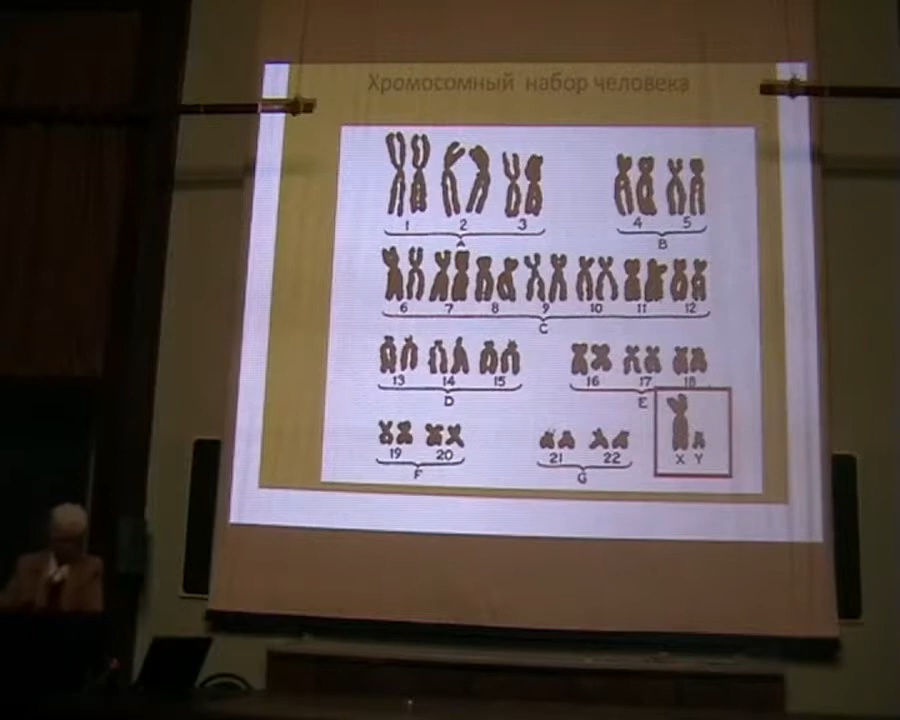 Хромосомный набор человека
1 2 3 4 5
A B
6 7 8 9 10 11 12
C
13 14 15 16 17 18
D E
19 20 21 22 X Y
F G